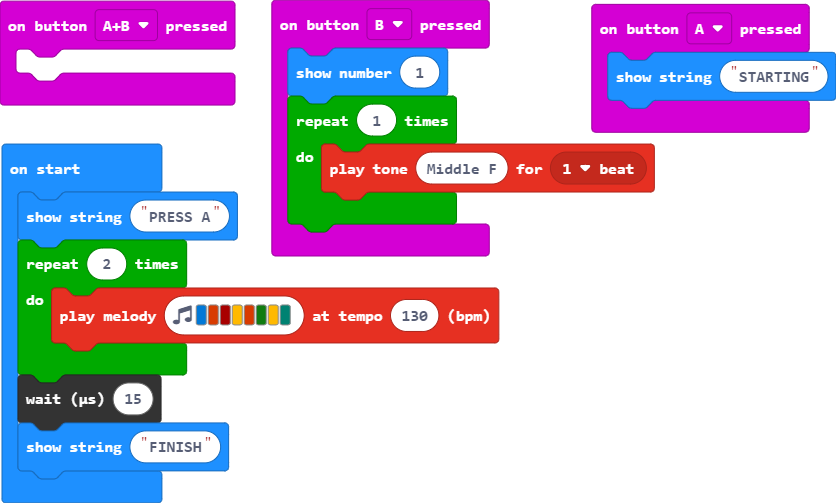 on button A+B pressed
on button B pressed
show number 1
repeat 1 times
do
play tone Middle F for 1 beat
on button A pressed
show string "STARTING"
on start
show string "PRESS A"
repeat 2 times
do
play melody at tempo 130 (bpm)
wait (µs) 15
show string "FINISH"